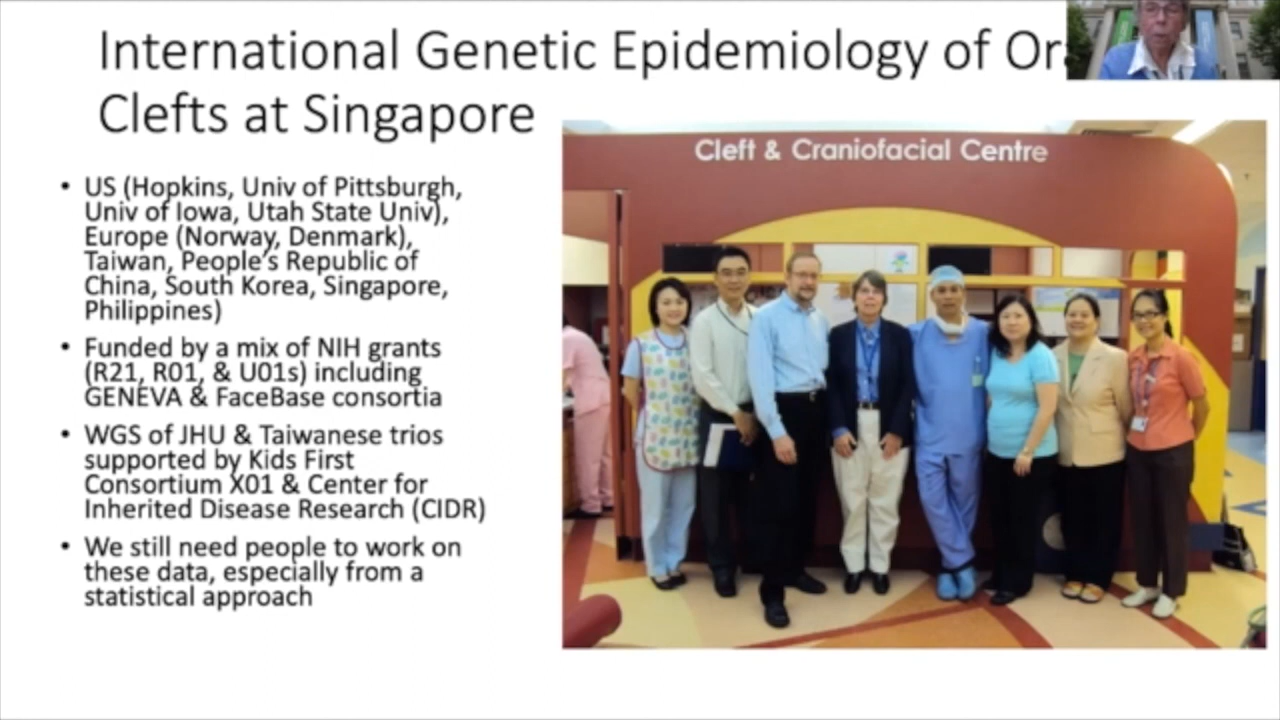 International Genetic Epidemiology of Or
Clefts at Singapore
• US (Hopkins, Univ of Pittsburgh,
Univ of Iowa, Utah State Univ),
Europe (Norway, Denmark),
Taiwan, People's Republic of
China, South Korea, Singapore,
Philippines)
• Funded by a mix of NIH grants
(R21, R01, & U01s) including
GENEVA & FaceBase consortia
• WGS of JHU & Taiwanese trios
supported by Kids First
Consortium X01 & Center for
Inherited Disease Research (CIDR)
• We still need people to work on
these data, especially from a
statistical approach
Cleft & Craniofacial Centre